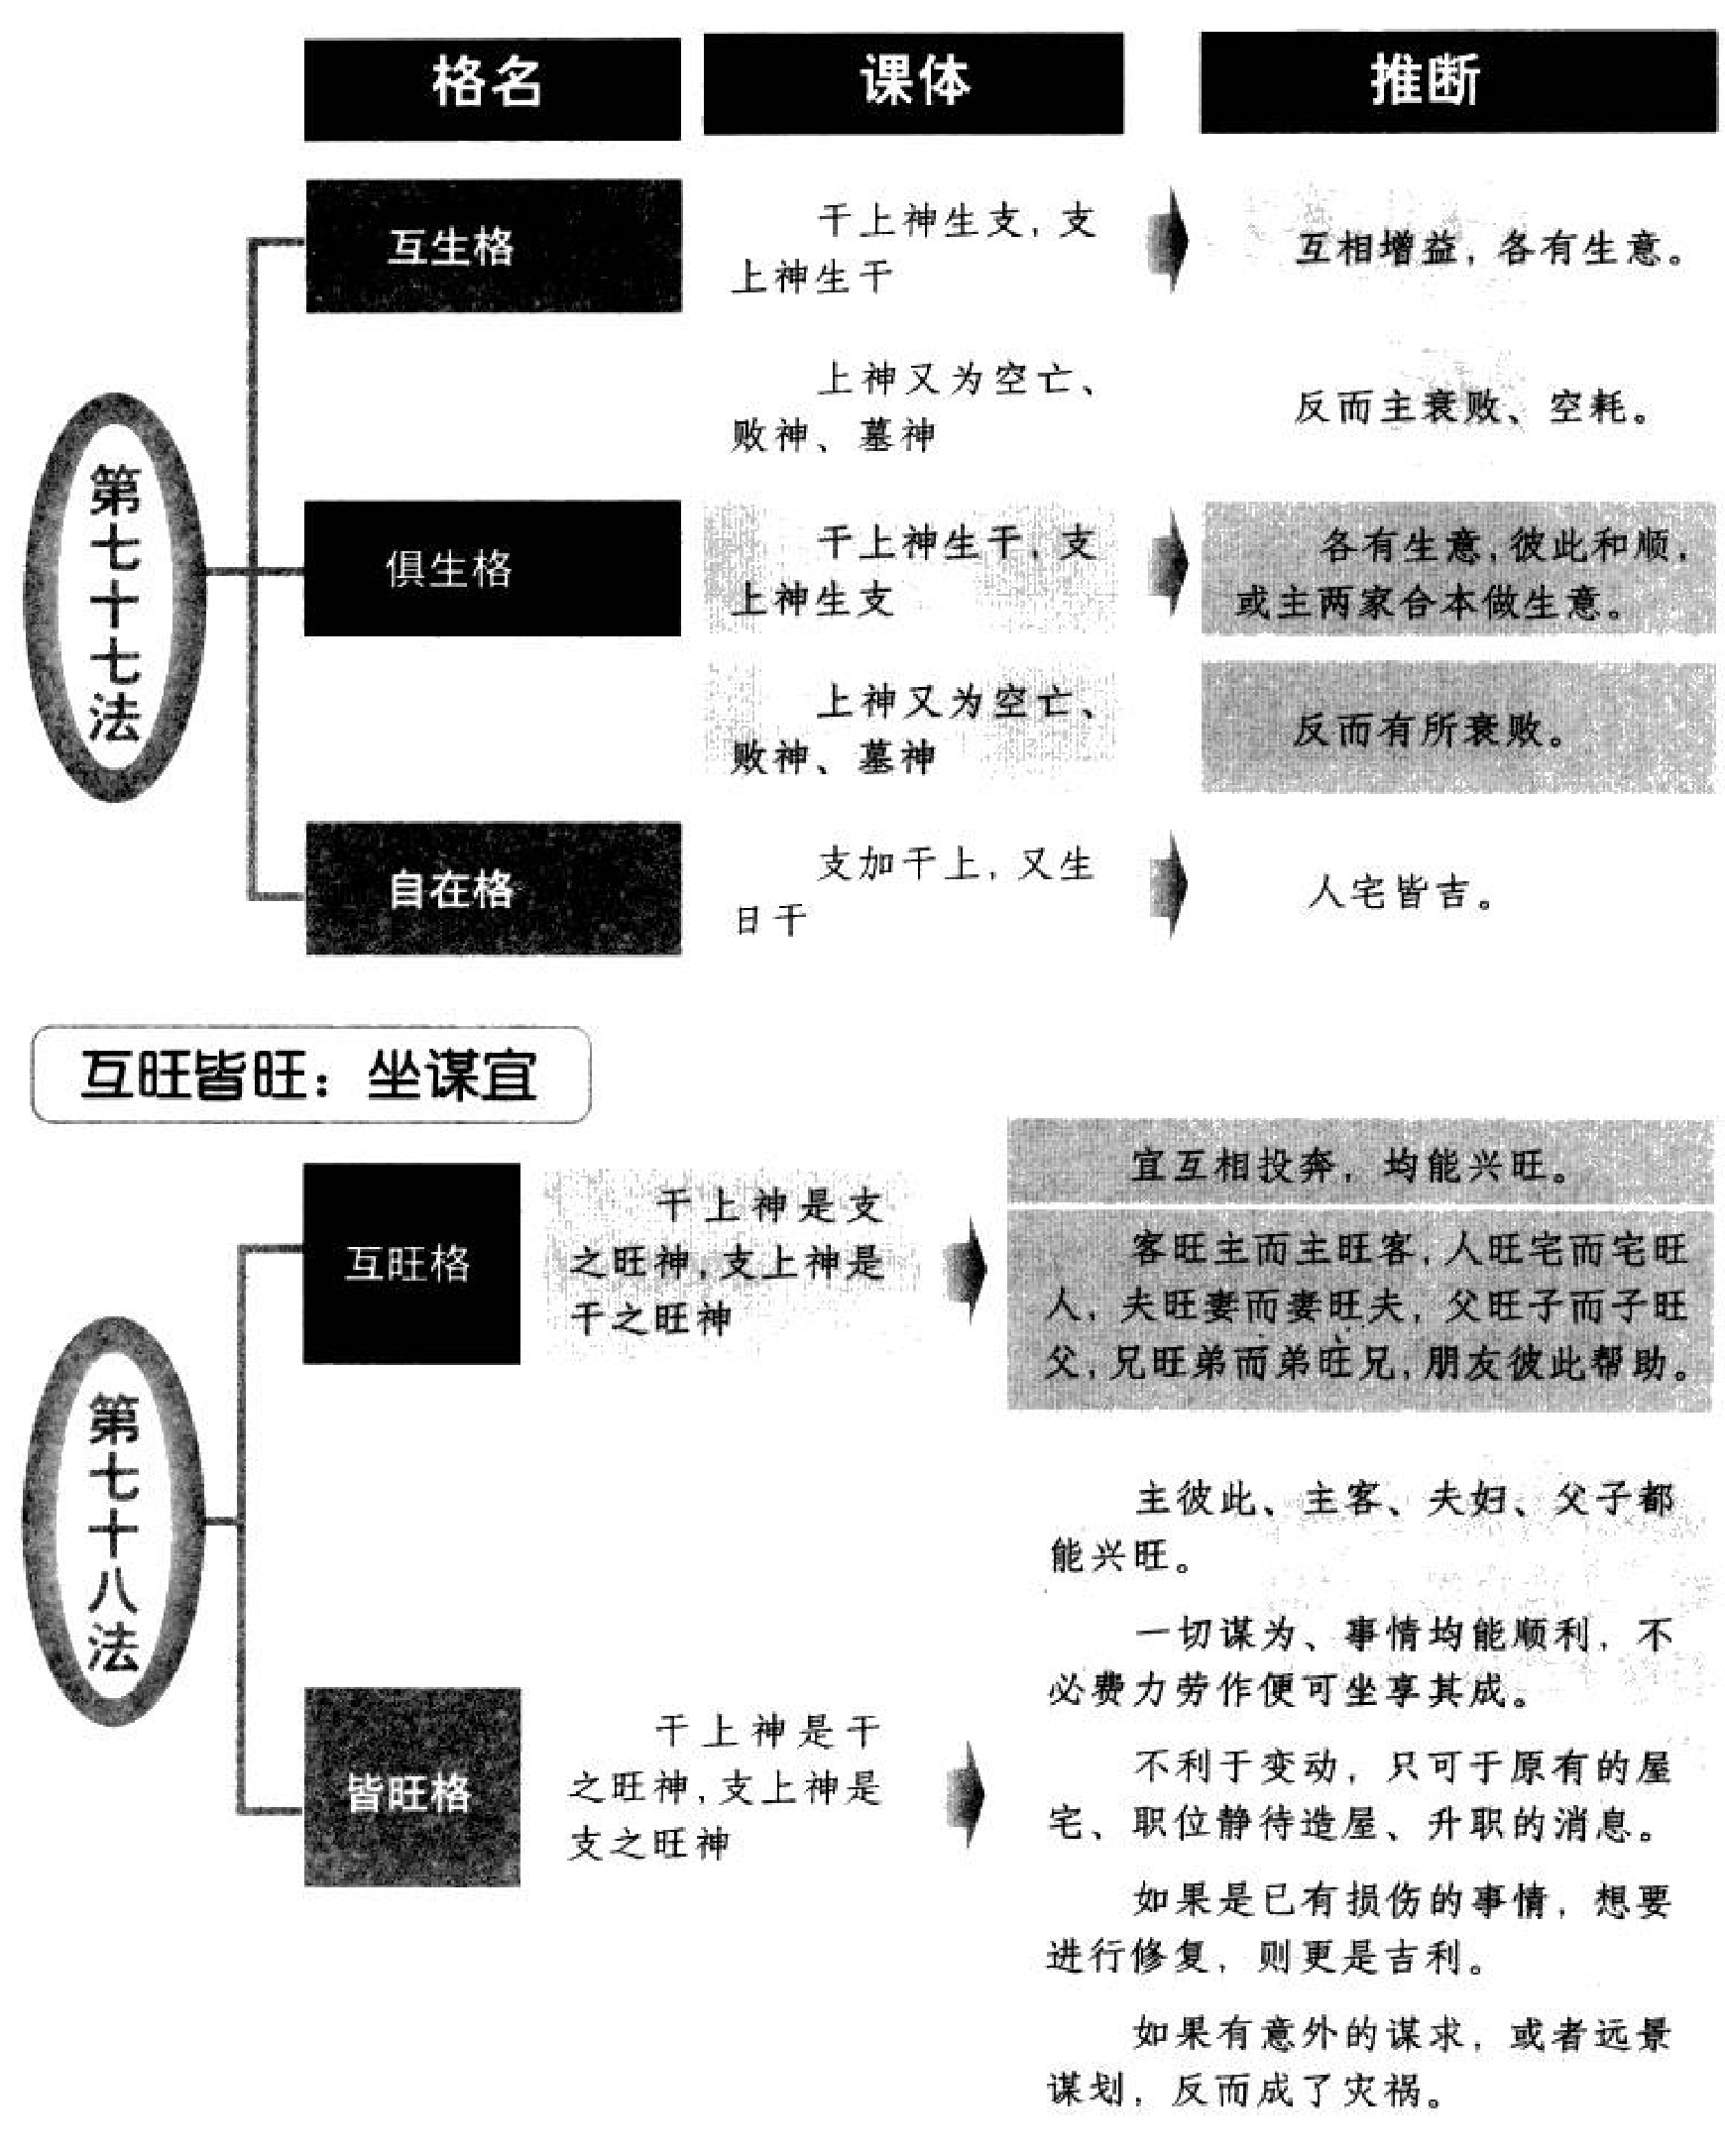 格名
课体
推断
第七十七法
互生格
干上神生支，支
上神生干
互相增益，各有生意。
上神又为空亡、
败神、墓神
反而主衰败、空耗。
俱生格
干上神生干，支
上神生支
各有生意，彼此和顺，
或主两家合本做生意。
上神又为空亡、
败神、墓神
反而有所衰败。
自在格
支加干上，又生
日干
人宅皆吉。
互旺皆旺：坐谋宜
第七十八法
互旺格
干上神是支
之旺神，支上神是
干之旺神
宜互相投奔，均能兴旺。
客旺主而主旺客，人旺宅而宅旺
人，夫旺妻而妻旺夫，父旺子而子旺
父，兄旺弟而弟旺兄，朋友彼此帮助。
皆旺格
干上神是干
之旺神，支上神是
支之旺神
主彼此、主客、夫妇、父子都
能兴旺。
一切谋为、事情均能顺利，不
必费力劳作便可坐享其成。
不利于变动，只可于原有的屋
宅、职位静待造屋、升职的消息。
如果是已有损伤的事情，想要
进行修复，则更是吉利。
如果有意外的谋求，或者远景
谋划，反而成了灾祸。